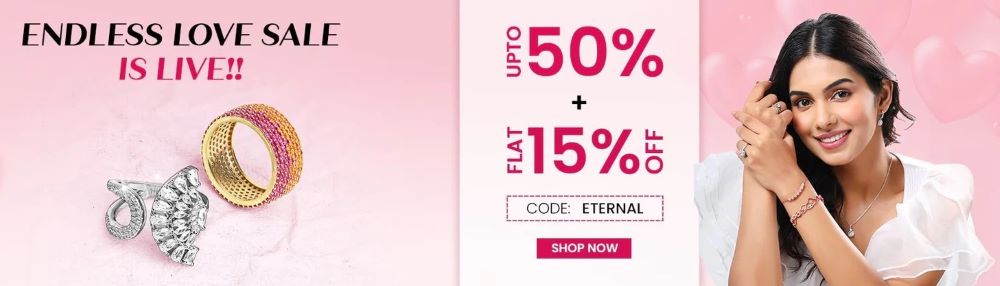 ENDLESS LOVE SALE
IS LIVE!!
UPTO 50%
+
FLAT 15% OFF
CODE: ETERNAL
SHOP NOW